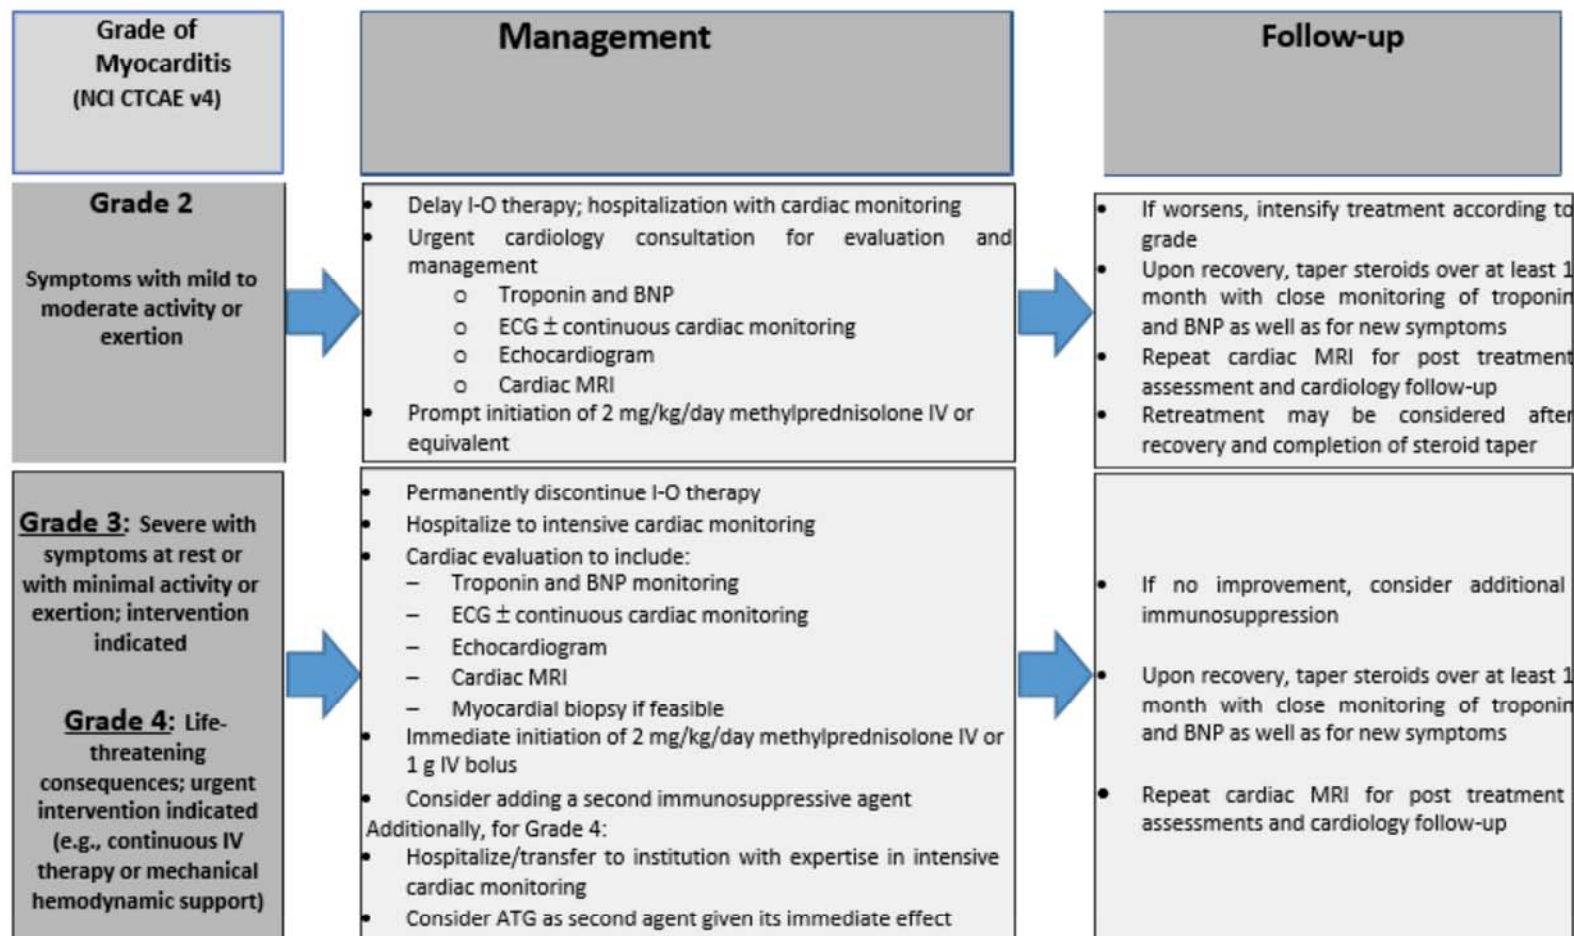 Grade of
Myocarditis
(NCI CTCAE v4)
Management
Follow-up
Grade 2
Symptoms with mild to
moderate activity or
exertion
• Delay I-O therapy; hospitalization with cardiac monitoring
• Urgent cardiology consultation for evaluation and
management
o Troponin and BNP
o ECG ± continuous cardiac monitoring
o Echocardiogram
o Cardiac MRI
• Prompt initiation of 2 mg/kg/day methylprednisolone IV or
equivalent
• If worsens, intensify treatment according to
grade
• Upon recovery, taper steroids over at least 1
month with close monitoring of troponin
and BNP as well as for new symptoms
• Repeat cardiac MRI for post treatment
assessment and cardiology follow-up
• Retreatment may be considered after
recovery and completion of steroid taper
Grade 3: Severe with
symptoms at rest or
with minimal activity or
exertion; intervention
indicated
Grade 4: Life-
threatening
consequences; urgent
intervention indicated
(e.g., continuous IV
therapy or mechanical
hemodynamic support)
• Permanently discontinue I-O therapy
• Hospitalize to intensive cardiac monitoring
• Cardiac evaluation to include:
– Troponin and BNP monitoring
– ECG ± continuous cardiac monitoring
– Echocardiogram
– Cardiac MRI
– Myocardial biopsy if feasible
• Immediate initiation of 2 mg/kg/day methylprednisolone IV or
1 g IV bolus
• Consider adding a second immunosuppressive agent
Additionally, for Grade 4:
• Hospitalize/transfer to institution with expertise in intensive
cardiac monitoring
• Consider ATG as second agent given its immediate effect
• If no improvement, consider additional
immunosuppression
• Upon recovery, taper steroids over at least 1
month with close monitoring of troponin
and BNP as well as for new symptoms
• Repeat cardiac MRI for post treatment
assessments and cardiology follow-up